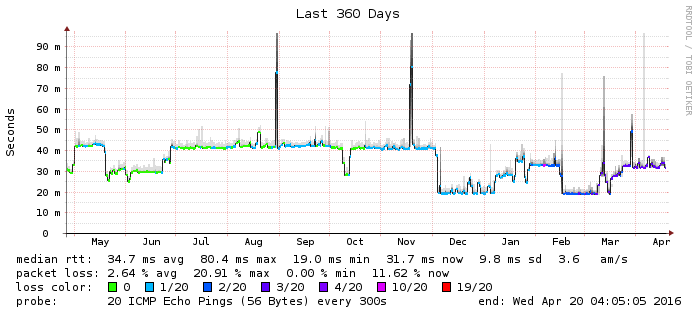 Last 360 Days
RRDTOOL / TOBI OETIKER
Seconds
90 m
80 m
70 m
60 m
50 m
40 m
30 m
20 m
10 m
0
May Jun Jul Aug Sep Oct Nov Dec Jan Feb Mar Apr
median rtt: 34.7 ms avg 80.4 ms max 19.0 ms min 31.7 ms now 9.8 ms sd 3.6 am/s
packet loss: 2.64 % avg 20.91 % max 0.00 % min 11.62 % now
loss color: 0 1/20 2/20 3/20 4/20 10/20 19/20
probe: 20 ICMP Echo Pings (56 Bytes) every 300s end: Wed Apr 20 04:05:05 2016